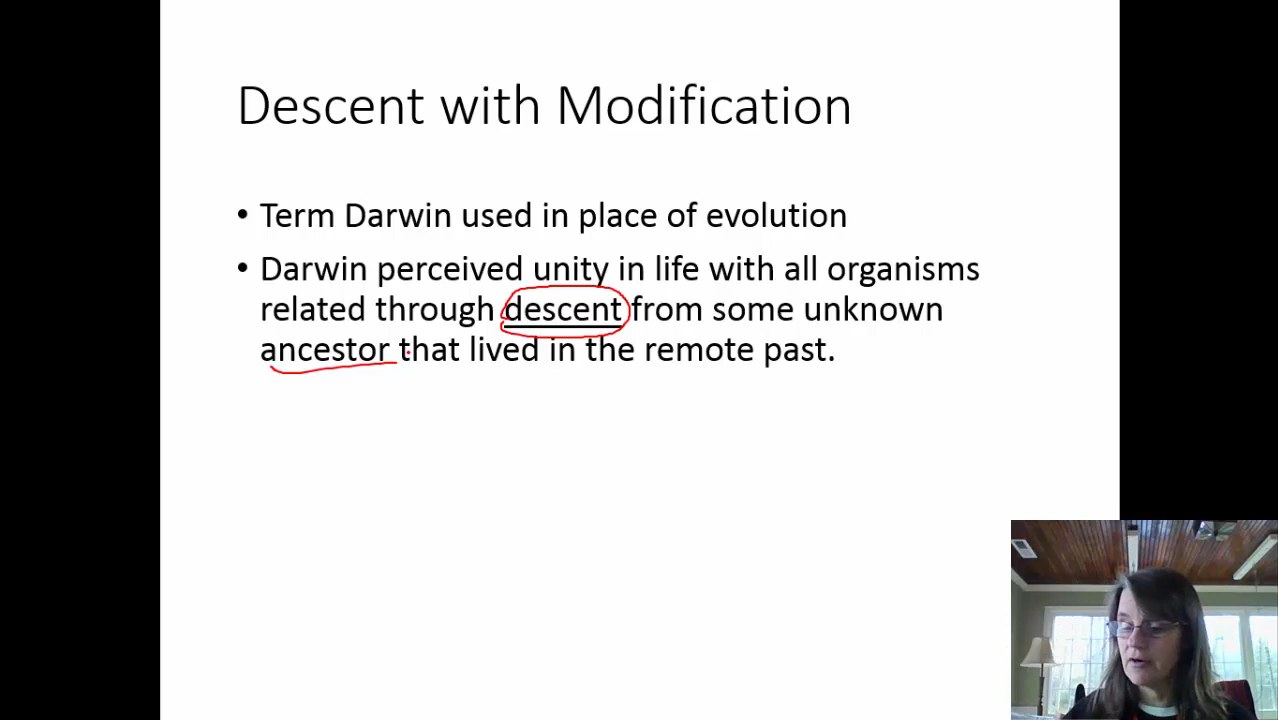 Descent with Modification
• Term Darwin used in place of evolution
• Darwin perceived unity in life with all organisms
related through descent from some unknown
ancestor that lived in the remote past.